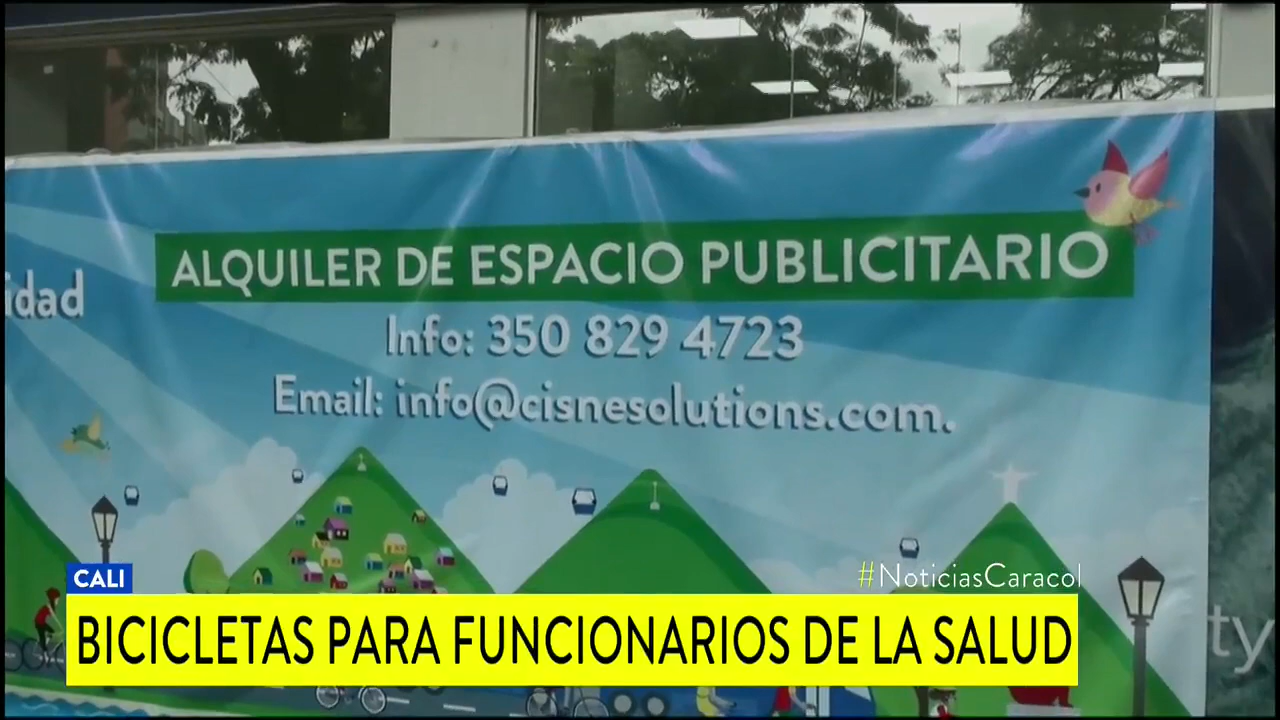 ALQUILER DE ESPACIO PUBLICITARIO
idad
Info: 350 829 4723
Email: info@cisnesolutions.com.
CALI
#NoticiasCaracol
BICICLETAS PARA FUNCIONARIOS DE LA SALUD
ty